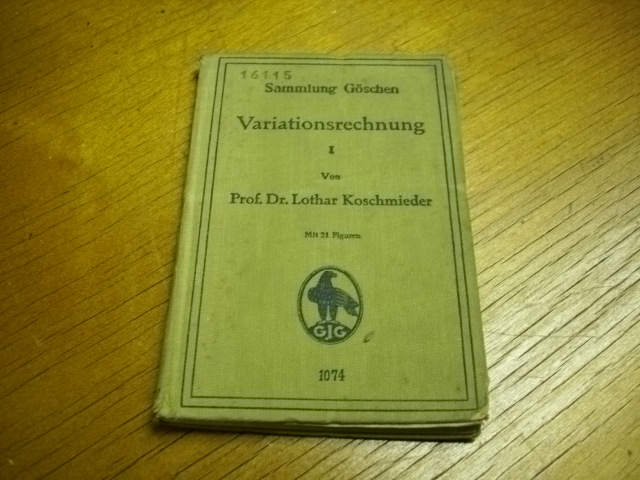 16115
Sammlung Göschen
Variationsrechnung
I
Von
Prof. Dr. Lothar Koschmieder
Mit 21 Figuren
GJG
1074